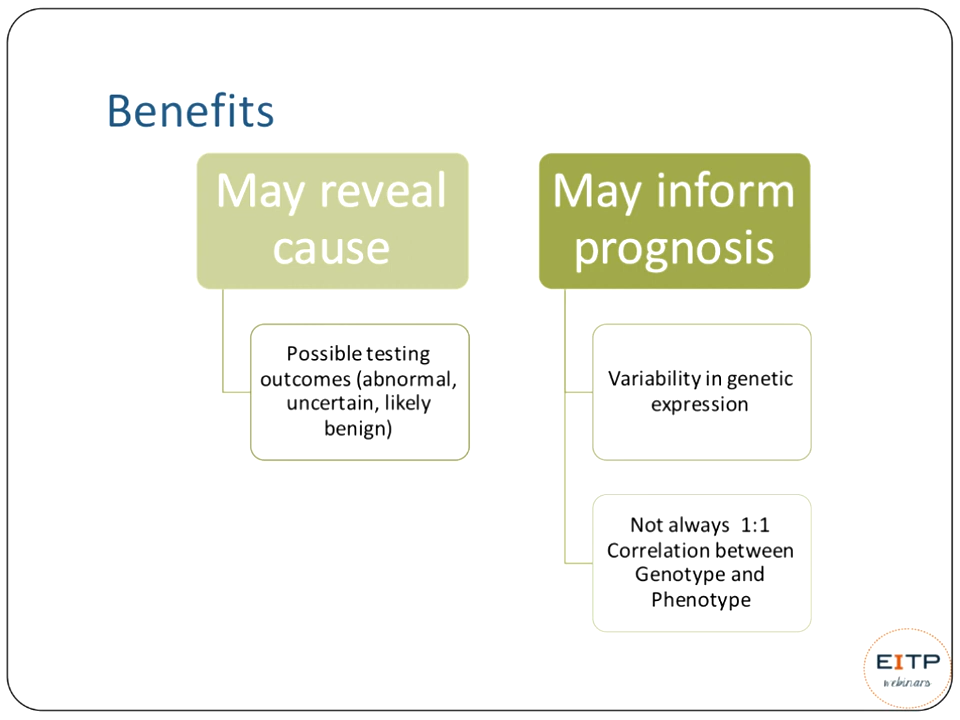 Benefits
May reveal
cause
Possible testing
outcomes (abnormal,
uncertain, likely
benign)
May inform
prognosis
Variability in genetic
expression
Not always 1:1
Correlation between
Genotype and
Phenotype
EITP
webinars